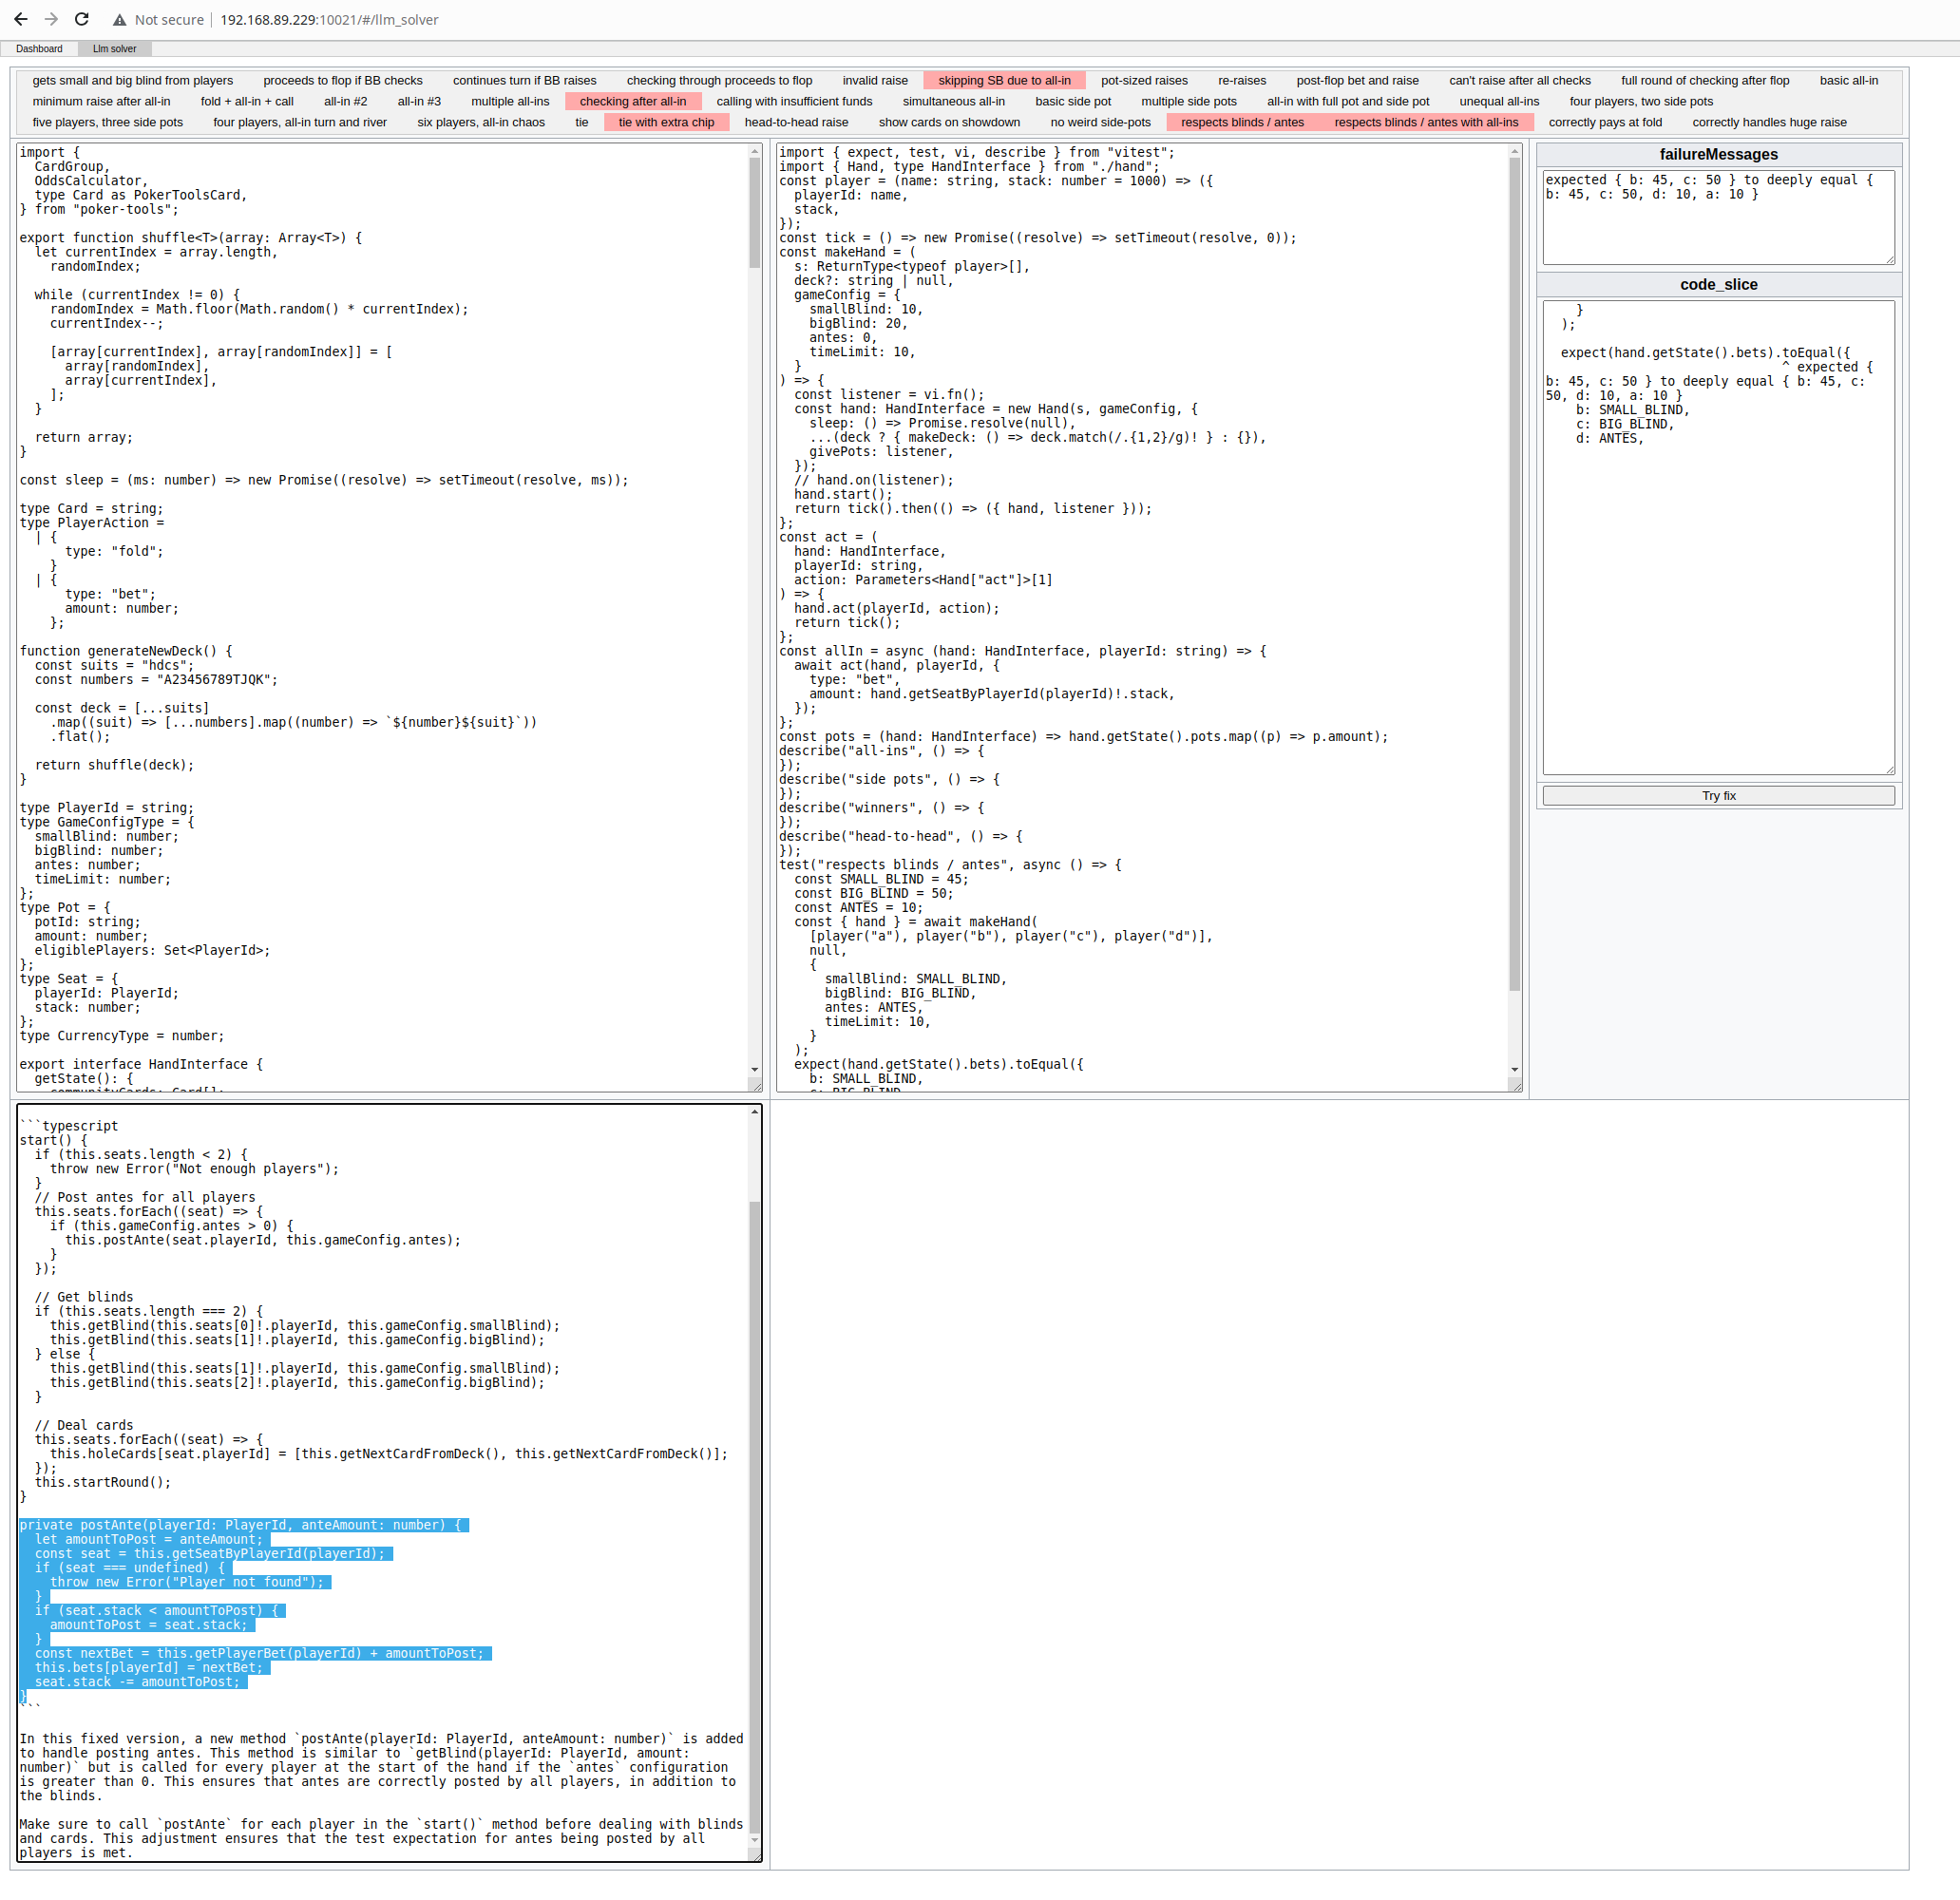 Not secure
192.168.89.229:10021/#/llm_solver
Dashboard
Llm solver
gets small and big blind from players
proceeds to flop if BB checks
continues turn if BB raises
checking through proceeds to flop
invalid raise
skipping SB due to all-in
pot-sized raises
re-raises
post-flop bet and raise
can't raise after all checks
full round of checking after flop
basic all-in
minimum raise after all-in
fold + all-in + call
all-in #2
all-in #3
multiple all-ins
checking after all-in
calling with insufficient funds
simultaneous all-in
basic side pot
multiple side pots
all-in with full pot and side pot
unequal all-ins
four players, two side pots
five players, three side pots
four players, all-in turn and river
six players, all-in chaos
tie
tie with extra chip
head-to-head raise
show cards on showdown
no weird side-pots
respects blinds / antes
respects blinds / antes with all-ins
correctly pays at fold
correctly handles huge raise
import {
  CardGroup,
  OddsCalculator,
  type Card as PokerToolsCard,
} from "poker-tools";

export function shuffle<T>(array: Array<T>) {
  let currentIndex = array.length,
    randomIndex;

  while (currentIndex != 0) {
    randomIndex = Math.floor(Math.random() * currentIndex);
    currentIndex--;

    [array[currentIndex], array[randomIndex]] = [
      array[randomIndex],
      array[currentIndex],
    ];
  }

  return array;
}

const sleep = (ms: number) => new Promise((resolve) => setTimeout(resolve, ms));

type Card = string;
type PlayerAction =
  | {
      type: "fold";
    }
  | {
      type: "bet";
      amount: number;
    };

function generateNewDeck() {
  const suits = "hdcs";
  const numbers = "A23456789TJQK";

  const deck = [...suits]
    .map((suit) => [...numbers].map((number) => `${number}${suit}`))
    .flat();

  return shuffle(deck);
}

type PlayerId = string;
type GameConfigType = {
  smallBlind: number;
  bigBlind: number;
  antes: number;
  timeLimit: number;
};
type Pot = {
  potId: string;
  amount: number;
  eligiblePlayers: Set<PlayerId>;
};
type Seat = {
  playerId: PlayerId;
  stack: number;
};
type CurrencyType = number;

export interface HandInterface {
  getState(): {
    communityCards: Card[];
import { expect, test, vi, describe } from "vitest";
import { Hand, type HandInterface } from "./hand";
const player = (name: string, stack: number = 1000) => ({
  playerId: name,
  stack,
});
const tick = () => new Promise((resolve) => setTimeout(resolve, 0));
const makeHand = (
  s: ReturnType<typeof player>[],
  deck?: string | null,
  gameConfig = {
    smallBlind: 10,
    bigBlind: 20,
    antes: 0,
    timeLimit: 10,
  }
) => {
  const listener = vi.fn();
  const hand: HandInterface = new Hand(s, gameConfig, {
    sleep: () => Promise.resolve(null),
    ...(deck ? { makeDeck: () => deck.match(/.{1,2}/g)! } : {}),
    givePots: listener,
  });
  // hand.on(listener);
  hand.start();
  return tick().then(() => ({ hand, listener }));
};
const act = (
  hand: HandInterface,
  playerId: string,
  action: Parameters<Hand["act"]>[1]
) => {
  hand.act(playerId, action);
  return tick();
};
const allIn = async (hand: HandInterface, playerId: string) => {
  await act(hand, playerId, {
    type: "bet",
    amount: hand.getSeatByPlayerId(playerId)!.stack,
  });
};
const pots = (hand: HandInterface) => hand.getState().pots.map((p) => p.amount);
describe("all-ins", () => {
});
describe("side pots", () => {
});
describe("winners", () => {
});
describe("head-to-head", () => {
});
test("respects blinds / antes", async () => {
  const SMALL_BLIND = 45;
  const BIG_BLIND = 50;
  const ANTES = 10;
  const { hand } = await makeHand(
    [player("a"), player("b"), player("c"), player("d")],
    null,
    {
      smallBlind: SMALL_BLIND,
      bigBlind: BIG_BLIND,
      antes: ANTES,
      timeLimit: 10,
    }
  );
  expect(hand.getState().bets).toEqual({
    b: SMALL_BLIND,
    c: BIG_BLIND,
failureMessages
expected { b: 45, c: 50 } to deeply equal {
b: 45, c: 50, d: 10, a: 10 }
code_slice
    }
  );

  expect(hand.getState().bets).toEqual({
                               ^ expected {
b: 45, c: 50 } to deeply equal { b: 45, c:
50, d: 10, a: 10 }
    b: SMALL_BLIND,
    c: BIG_BLIND,
    d: ANTES,
Try fix
```typescript
start() {
  if (this.seats.length < 2) {
    throw new Error("Not enough players");
  }
  // Post antes for all players
  this.seats.forEach((seat) => {
    if (this.gameConfig.antes > 0) {
      this.postAnte(seat.playerId, this.gameConfig.antes);
    }
  });

  // Get blinds
  if (this.seats.length === 2) {
    this.getBlind(this.seats[0]!.playerId, this.gameConfig.smallBlind);
    this.getBlind(this.seats[1]!.playerId, this.gameConfig.bigBlind);
  } else {
    this.getBlind(this.seats[1]!.playerId, this.gameConfig.smallBlind);
    this.getBlind(this.seats[2]!.playerId, this.gameConfig.bigBlind);
  }

  // Deal cards
  this.seats.forEach((seat) => {
    this.holeCards[seat.playerId] = [this.getNextCardFromDeck(), this.getNextCardFromDeck()];
  });
  this.startRound();
}

private postAnte(playerId: PlayerId, anteAmount: number) {
  let amountToPost = anteAmount;
  const seat = this.getSeatByPlayerId(playerId);
  if (seat === undefined) {
    throw new Error("Player not found");
  }
  if (seat.stack < amountToPost) {
    amountToPost = seat.stack;
  }
  const nextBet = this.getPlayerBet(playerId) + amountToPost;
  this.bets[playerId] = nextBet;
  seat.stack -= amountToPost;
}
```

In this fixed version, a new method `postAnte(playerId: PlayerId, anteAmount: number)` is added
to handle posting antes. This method is similar to `getBlind(playerId: PlayerId, amount:
number)` but is called for every player at the start of the hand if the `antes` configuration
is greater than 0. This ensures that antes are correctly posted by all players, in addition to
the blinds.

Make sure to call `postAnte` for each player in the `start()` method before dealing with blinds
and cards. This adjustment ensures that the test expectation for antes being posted by all
players is met.